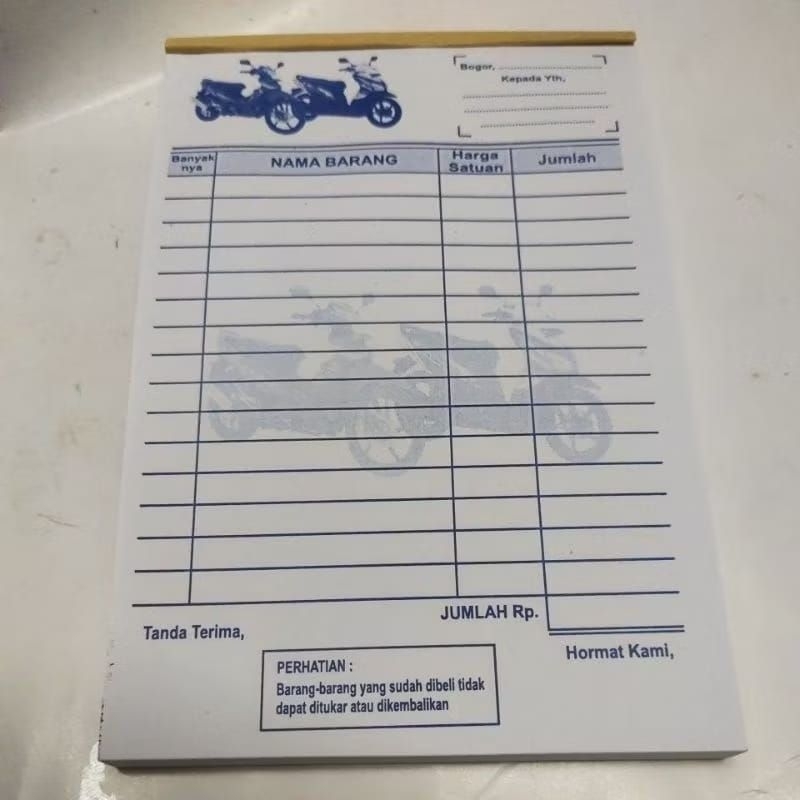 Bogor, ........................
Kepada Yth,
Banyak
nya
NAMA BARANG
Harga
Satuan
Jumlah
JUMLAH Rp.
Tanda Terima,
Hormat Kami,
PERHATIAN :
Barang-barang yang sudah dibeli tidak
dapat ditukar atau dikembalikan